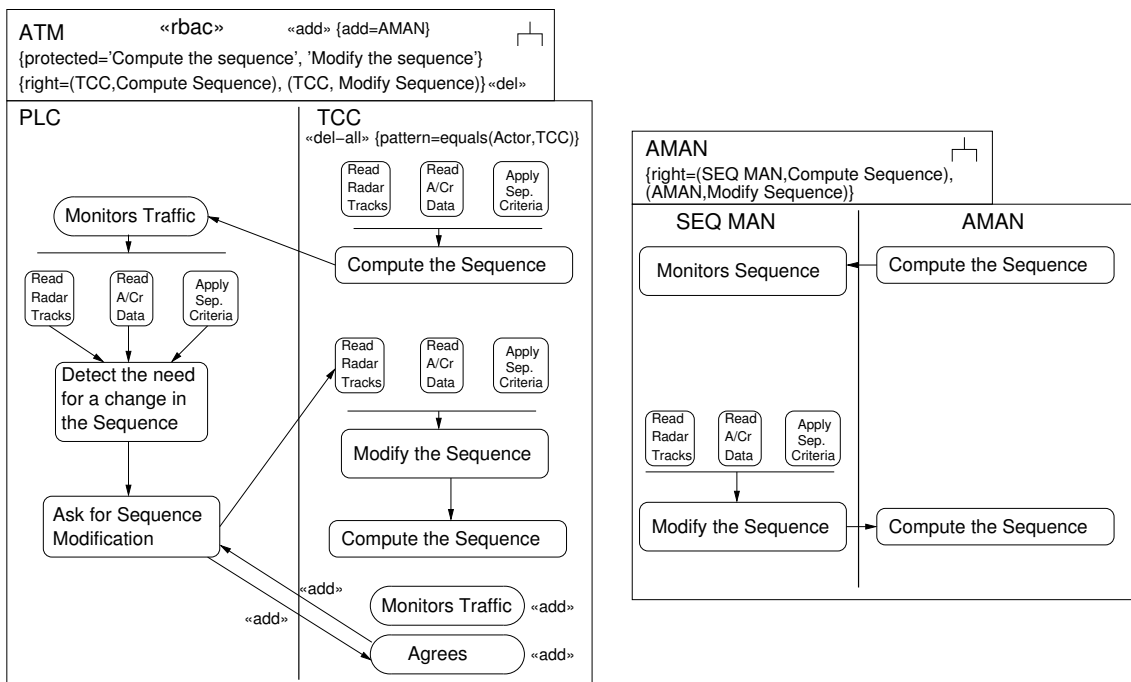 ATM «rbac» «add» {add=AMAN}
{protected='Compute the sequence', 'Modify the sequence'}
{right=(TCC,Compute Sequence), (TCC, Modify Sequence)}«del»
PLC
Monitors Traffic
Read
Radar
Tracks
Read
A/Cr
Data
Apply
Sep.
Criteria
Detect the need
for a change in
the Sequence
Ask for Sequence
Modification
TCC
«del−all» {pattern=equals(Actor,TCC)}
Read
Radar
Tracks
Read
A/Cr
Data
Apply
Sep.
Criteria
Compute the Sequence
Read
Radar
Tracks
Read
A/Cr
Data
Apply
Sep.
Criteria
Modify the Sequence
Compute the Sequence
«add»
«add»
Monitors Traffic «add»
Agrees «add»
AMAN
{right=(SEQ MAN,Compute Sequence),
(AMAN,Modify Sequence)}
SEQ MAN
Monitors Sequence
Read
Radar
Tracks
Read
A/Cr
Data
Apply
Sep.
Criteria
Modify the Sequence
AMAN
Compute the Sequence
Compute the Sequence